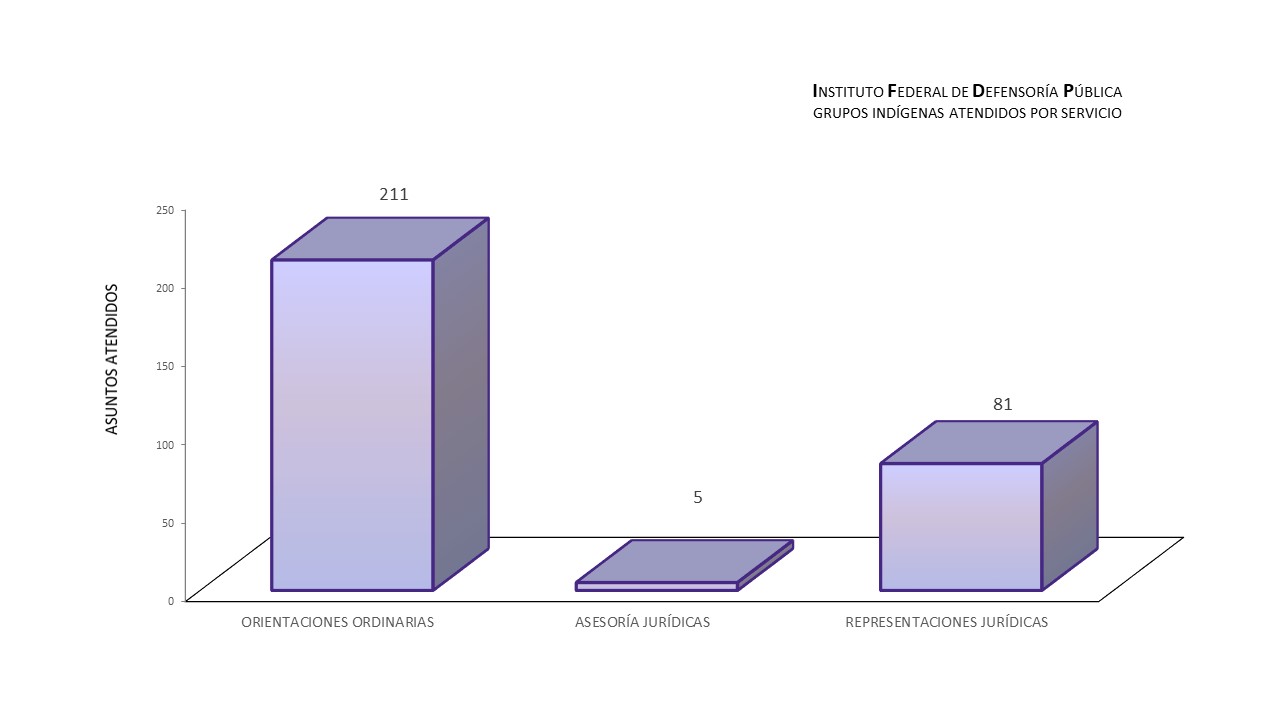 INSTITUTO FEDERAL DE DEFENSORÍA PÚBLICA
GRUPOS INDÍGENAS ATENDIDOS POR SERVICIO
211
250
200
150
100
50
0
ASUNTOS ATENDIDOS
5
81
ORIENTACIONES ORDINARIAS
ASESORÍA JURÍDICAS
REPRESENTACIONES JURÍDICAS